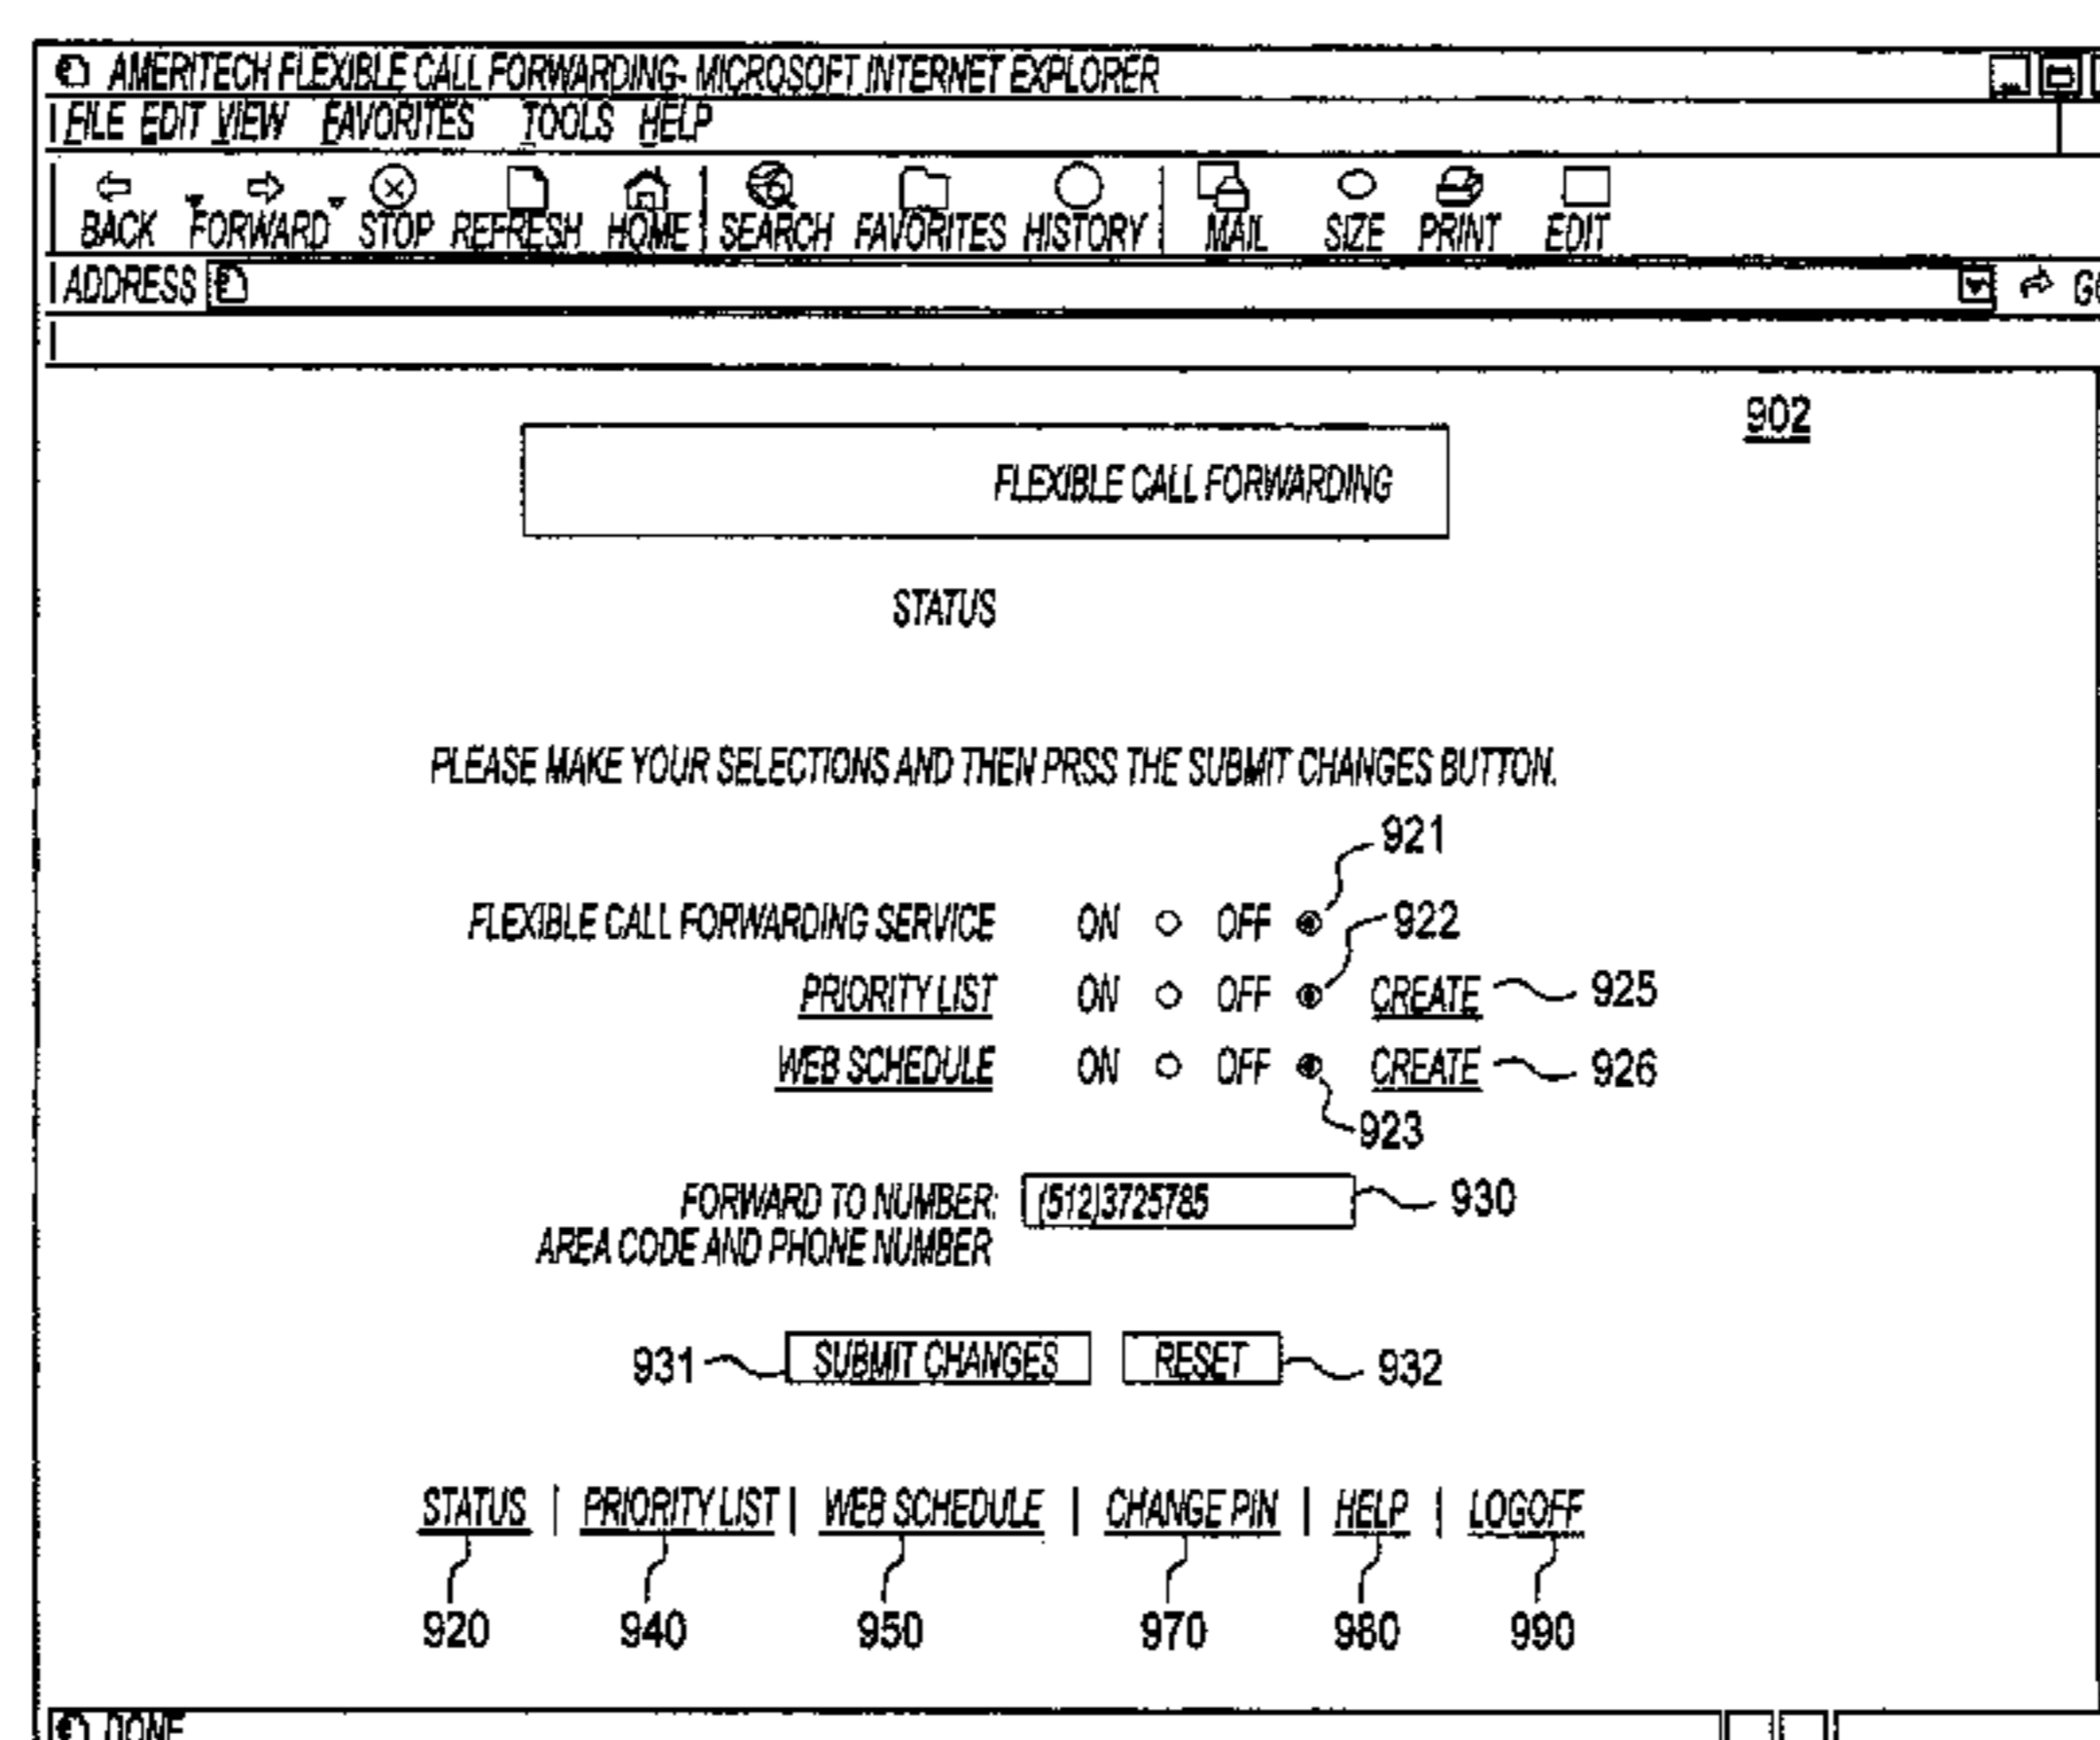 AMERITECH FLEXIBLE CALL FORWARDING- MICROSOFT INTERNET EXPLORER
FILE EDIT VIEW FAVORITES TOOLS HELP
BACK FORWARD STOP REFRESH HOME SEARCH FAVORITES HISTORY MAIL SIZE PRINT EDIT
ADDRESS
902
FLEXIBLE CALL FORWARDING
STATUS
PLEASE MAKE YOUR SELECTIONS AND THEN PRSS THE SUBMIT CHANGES BUTTON.
921
FLEXIBLE CALL FORWARDING SERVICE ON OFF 922
PRIORITY LIST ON OFF CREATE 925
WEB SCHEDULE ON OFF CREATE 926
923
FORWARD TO NUMBER: (512)3725785 930
AREA CODE AND PHONE NUMBER
931 SUBMIT CHANGES RESET 932
STATUS | PRIORITY LIST | WEB SCHEDULE | CHANGE PIN | HELP | LOGOFF
920 940 950 970 980 990
DONE